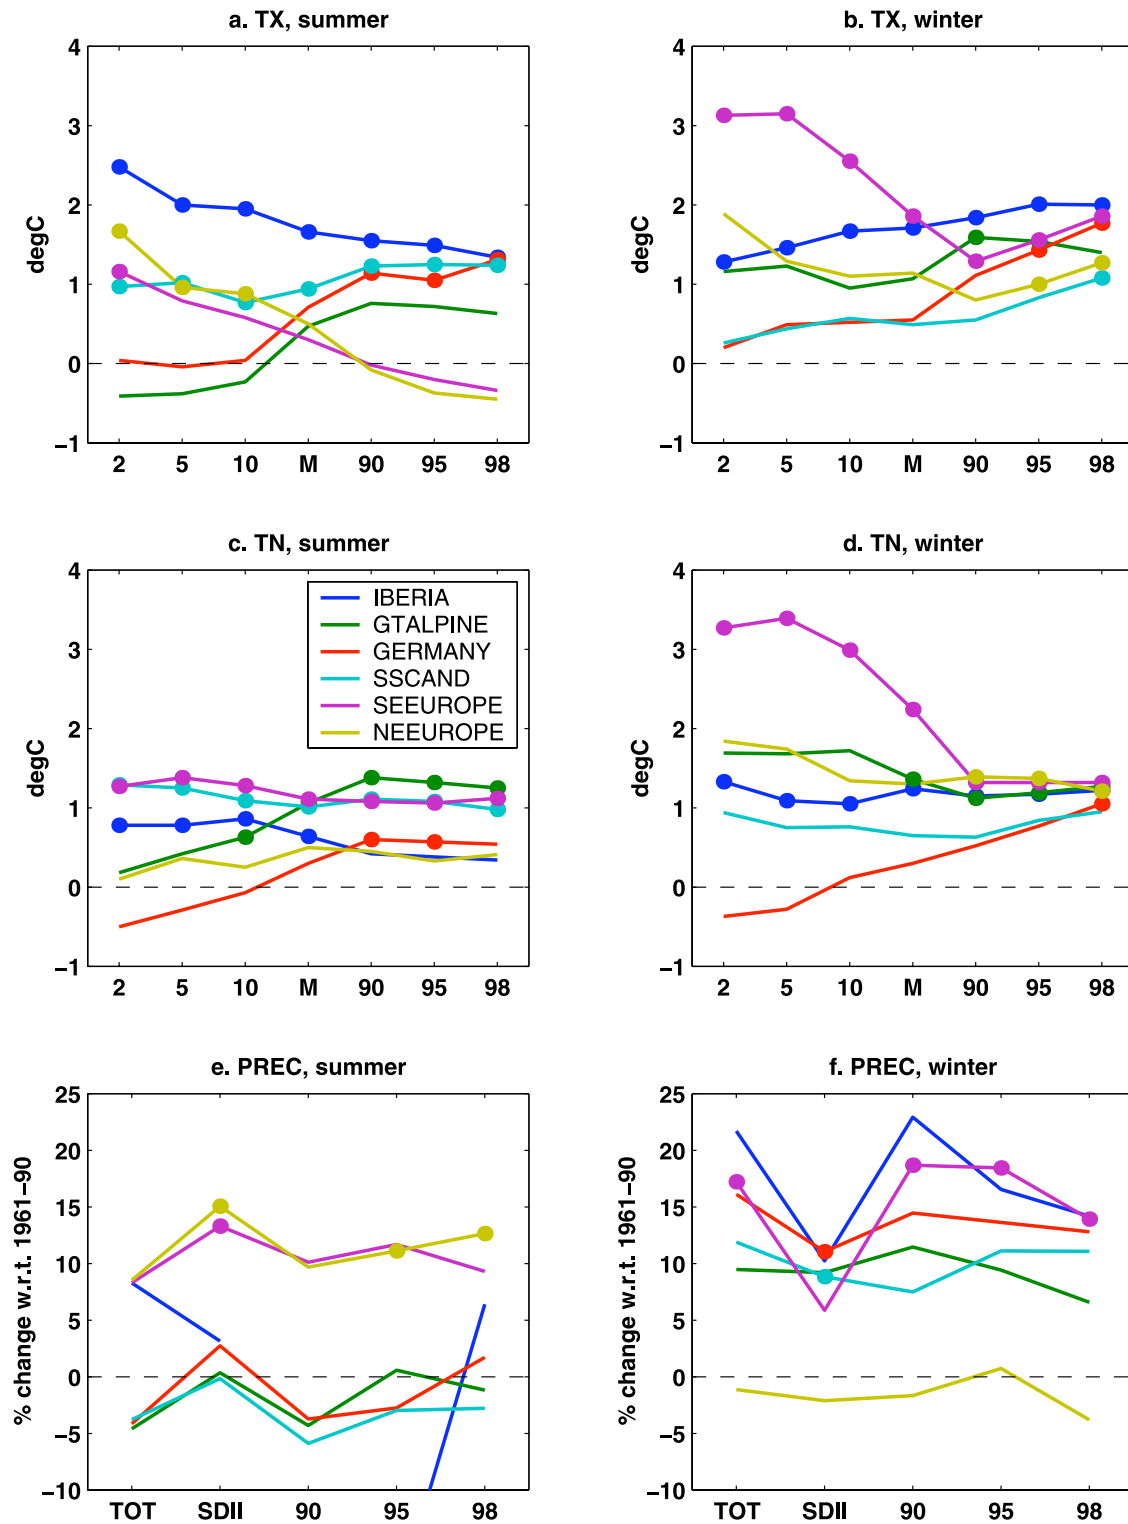 a. TX, summer
b. TX, winter
4
3
2
1
0
−1
degC
2 5 10 M 90 95 98
4
3
2
1
0
−1
degC
2 5 10 M 90 95 98
c. TN, summer
d. TN, winter
4
3
2
1
0
−1
degC
IBERIA
GTALPINE
GERMANY
SSCAND
SEEUROPE
NEEUROPE
2 5 10 M 90 95 98
4
3
2
1
0
−1
degC
2 5 10 M 90 95 98
e. PREC, summer
f. PREC, winter
25
20
15
10
5
0
−5
−10
% change w.r.t. 1961−90
TOT SDII 90 95 98
25
20
15
10
5
0
−5
−10
% change w.r.t. 1961−90
TOT SDII 90 95 98